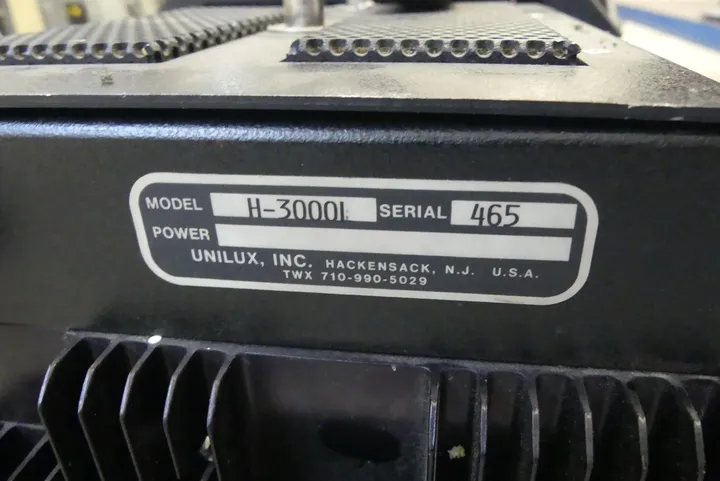 MODEL H-3000L SERIAL 465
POWER
UNILUX, INC. HACKENSACK, N.J. U.S.A.
TWX 710-990-5029